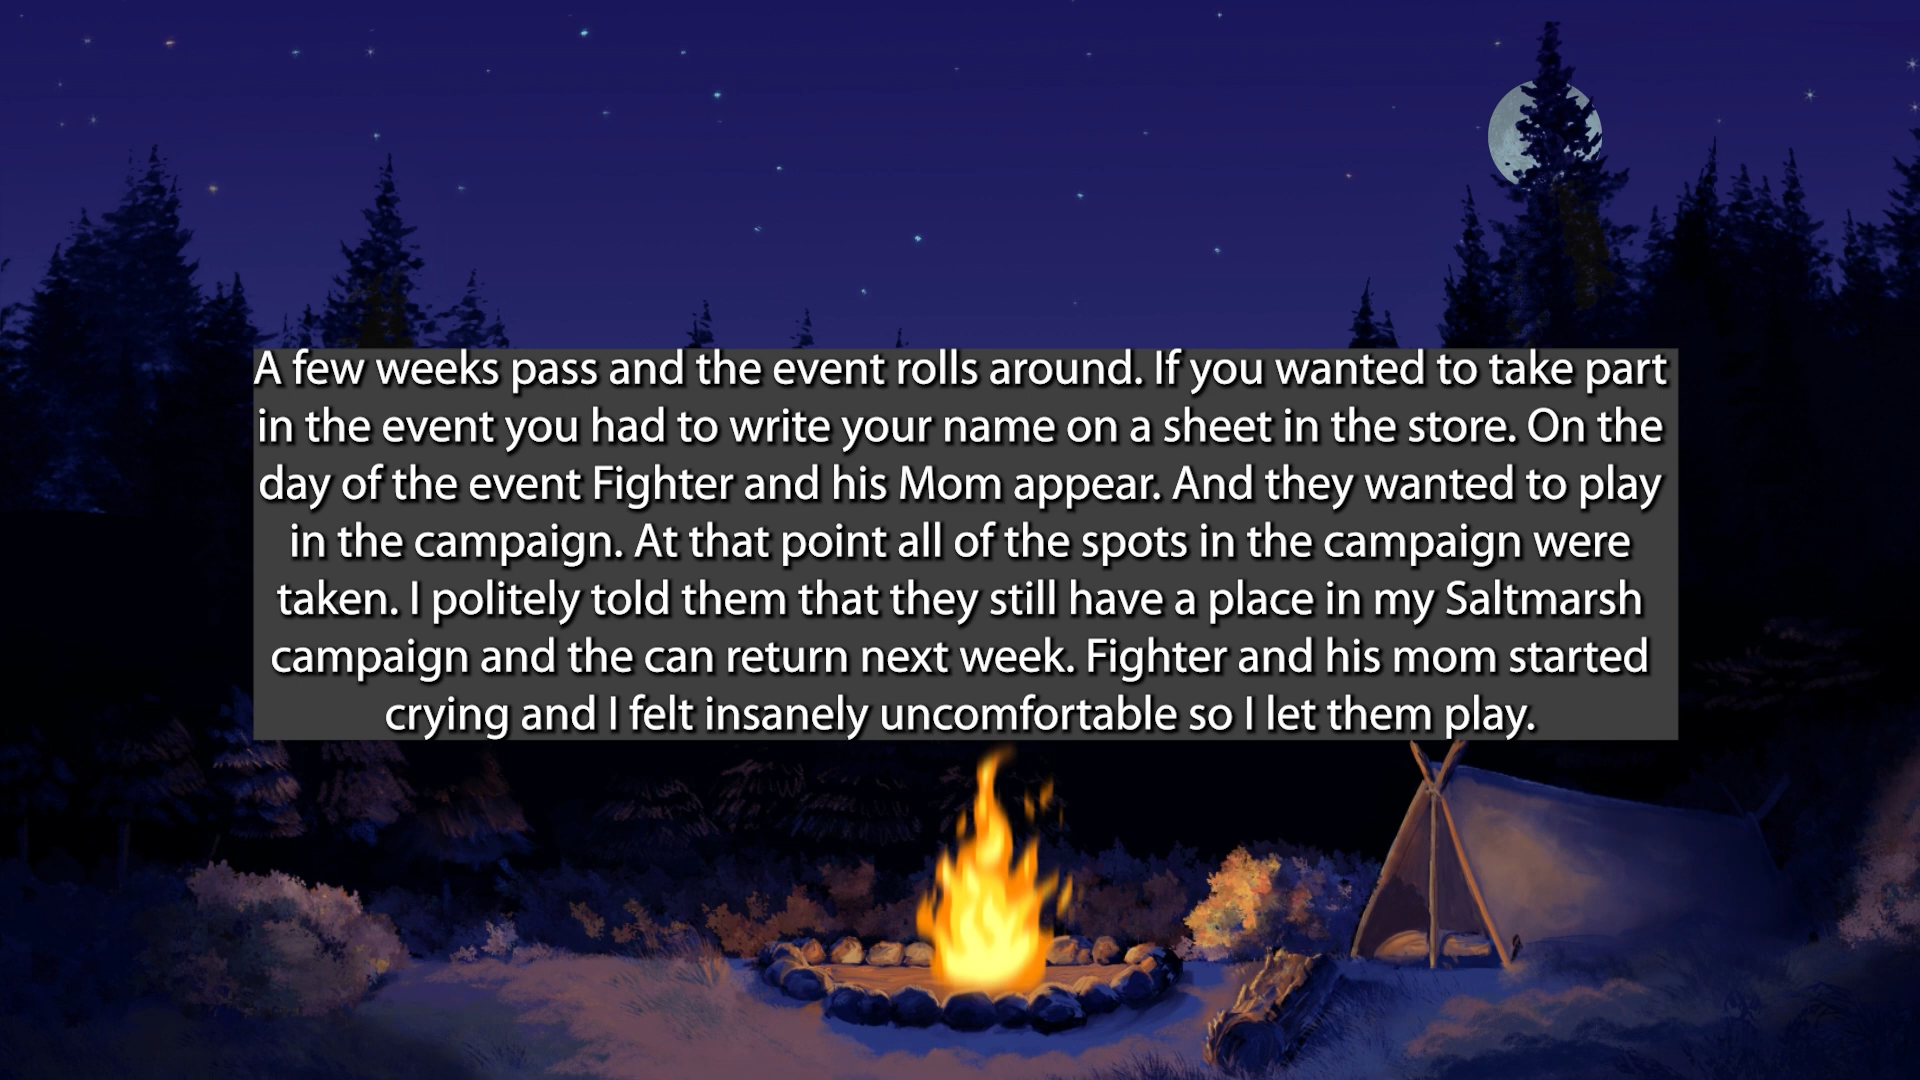 A few weeks pass and the event rolls around. If you wanted to take part
in the event you had to write your name on a sheet in the store. On the
day of the event Fighter and his Mom appear. And they wanted to play
in the campaign. At that point all of the spots in the campaign were
taken. I politely told them that they still have a place in my Saltmarsh
campaign and the can return next week. Fighter and his mom started
crying and I felt insanely uncomfortable so I let them play.